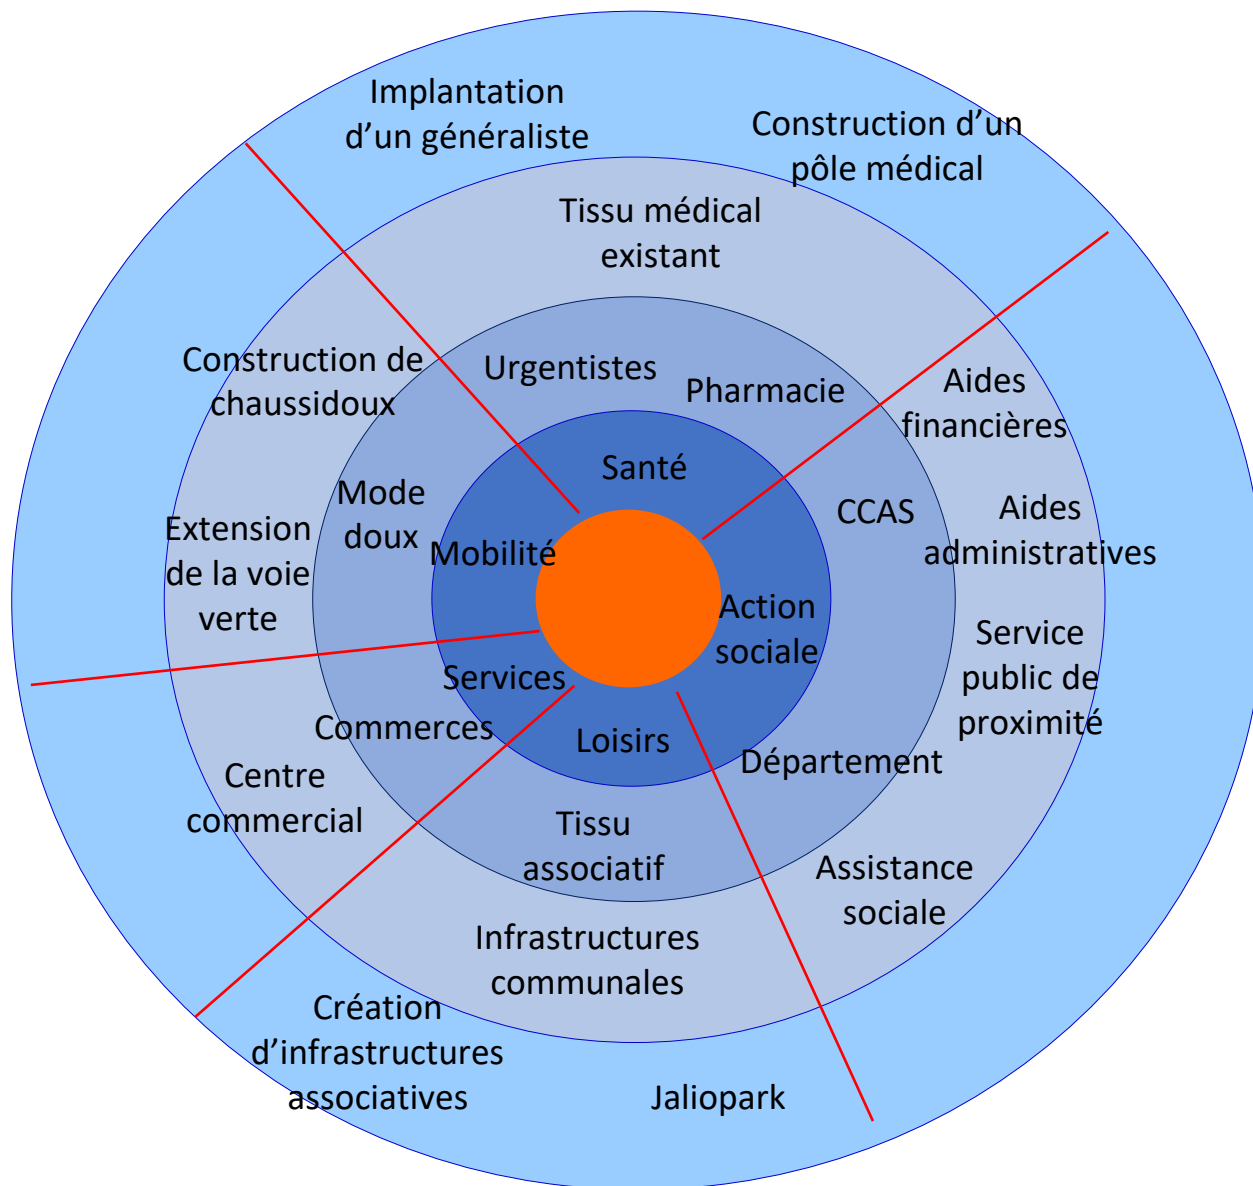 Implantation
d’un généraliste
Construction d’un
pôle médical
Tissu médical
existant
Construction de
chaussidoux
Urgentistes
Pharmacie
Aides
financières
Santé
Mode
doux
CCAS
Aides
administratives
Extension
de la voie
verte
Mobilité
Action
sociale
Service
public de
proximité
Services
Commerces
Loisirs
Département
Centre
commercial
Tissu
associatif
Assistance
sociale
Infrastructures
communales
Création
d’infrastructures
associatives
Jaliopark